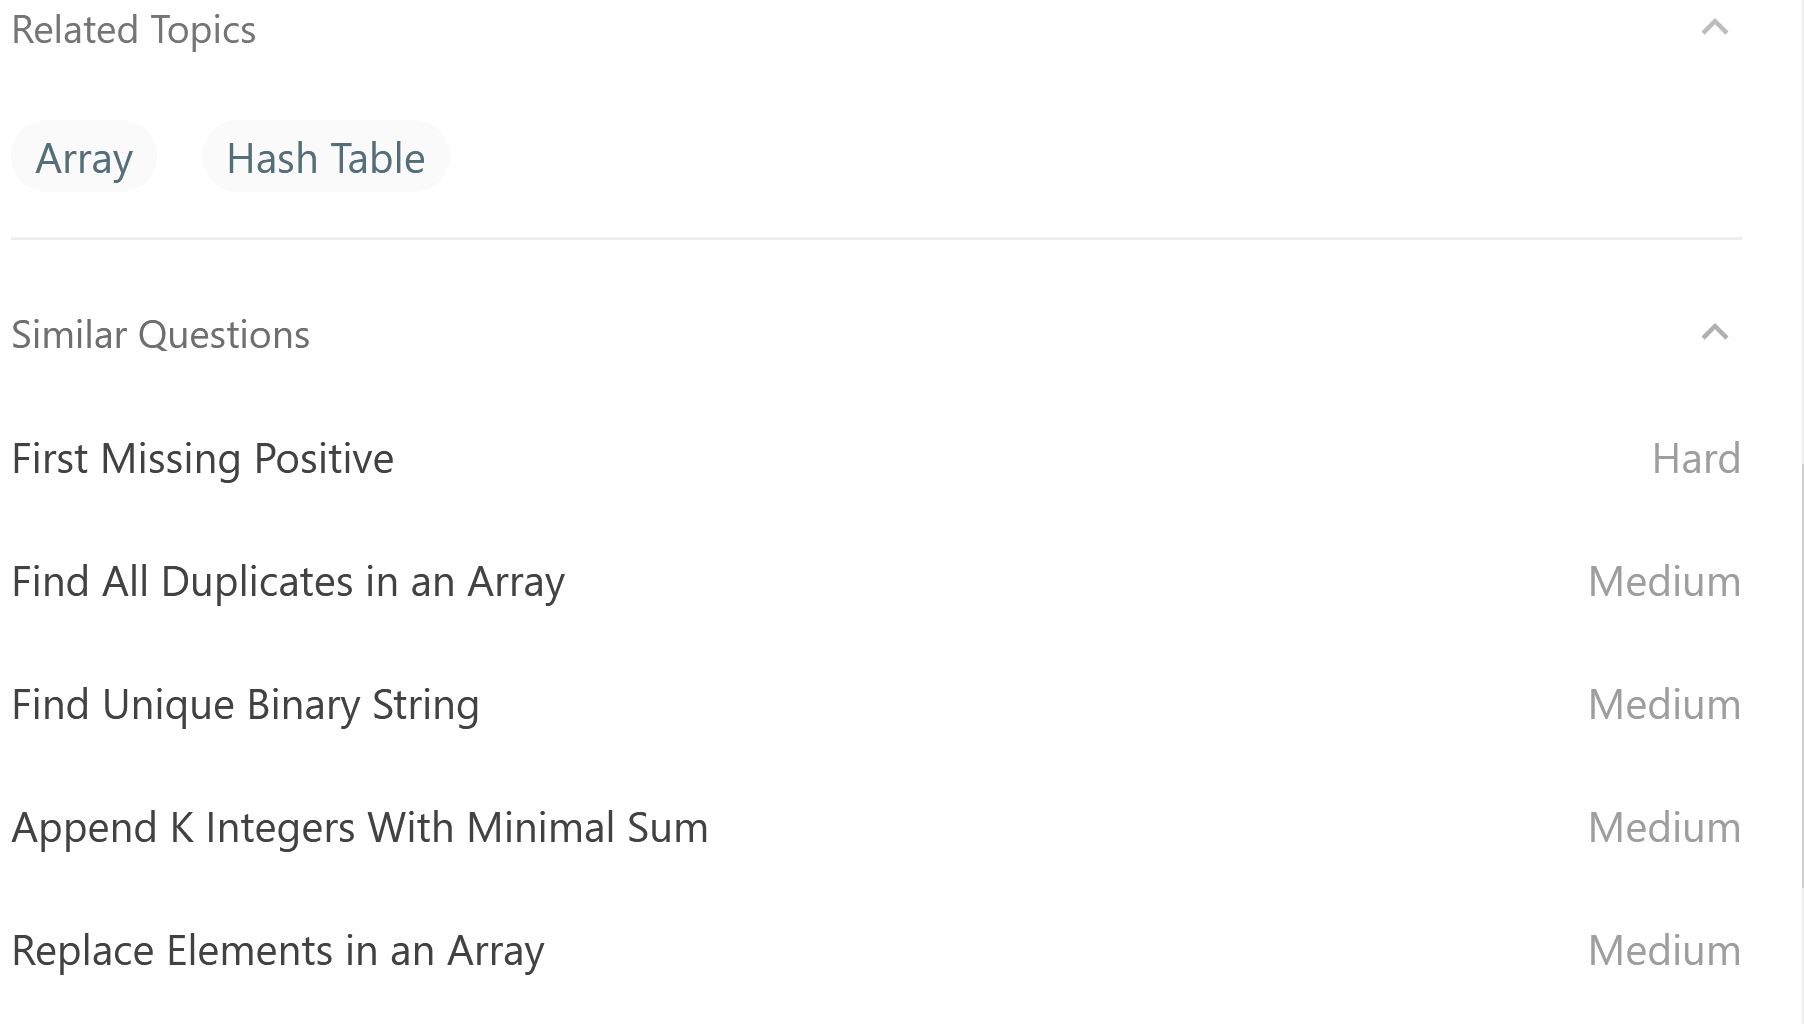 Related Topics
Array Hash Table
Similar Questions
First Missing Positive Hard
Find All Duplicates in an Array Medium
Find Unique Binary String Medium
Append K Integers With Minimal Sum Medium
Replace Elements in an Array Medium